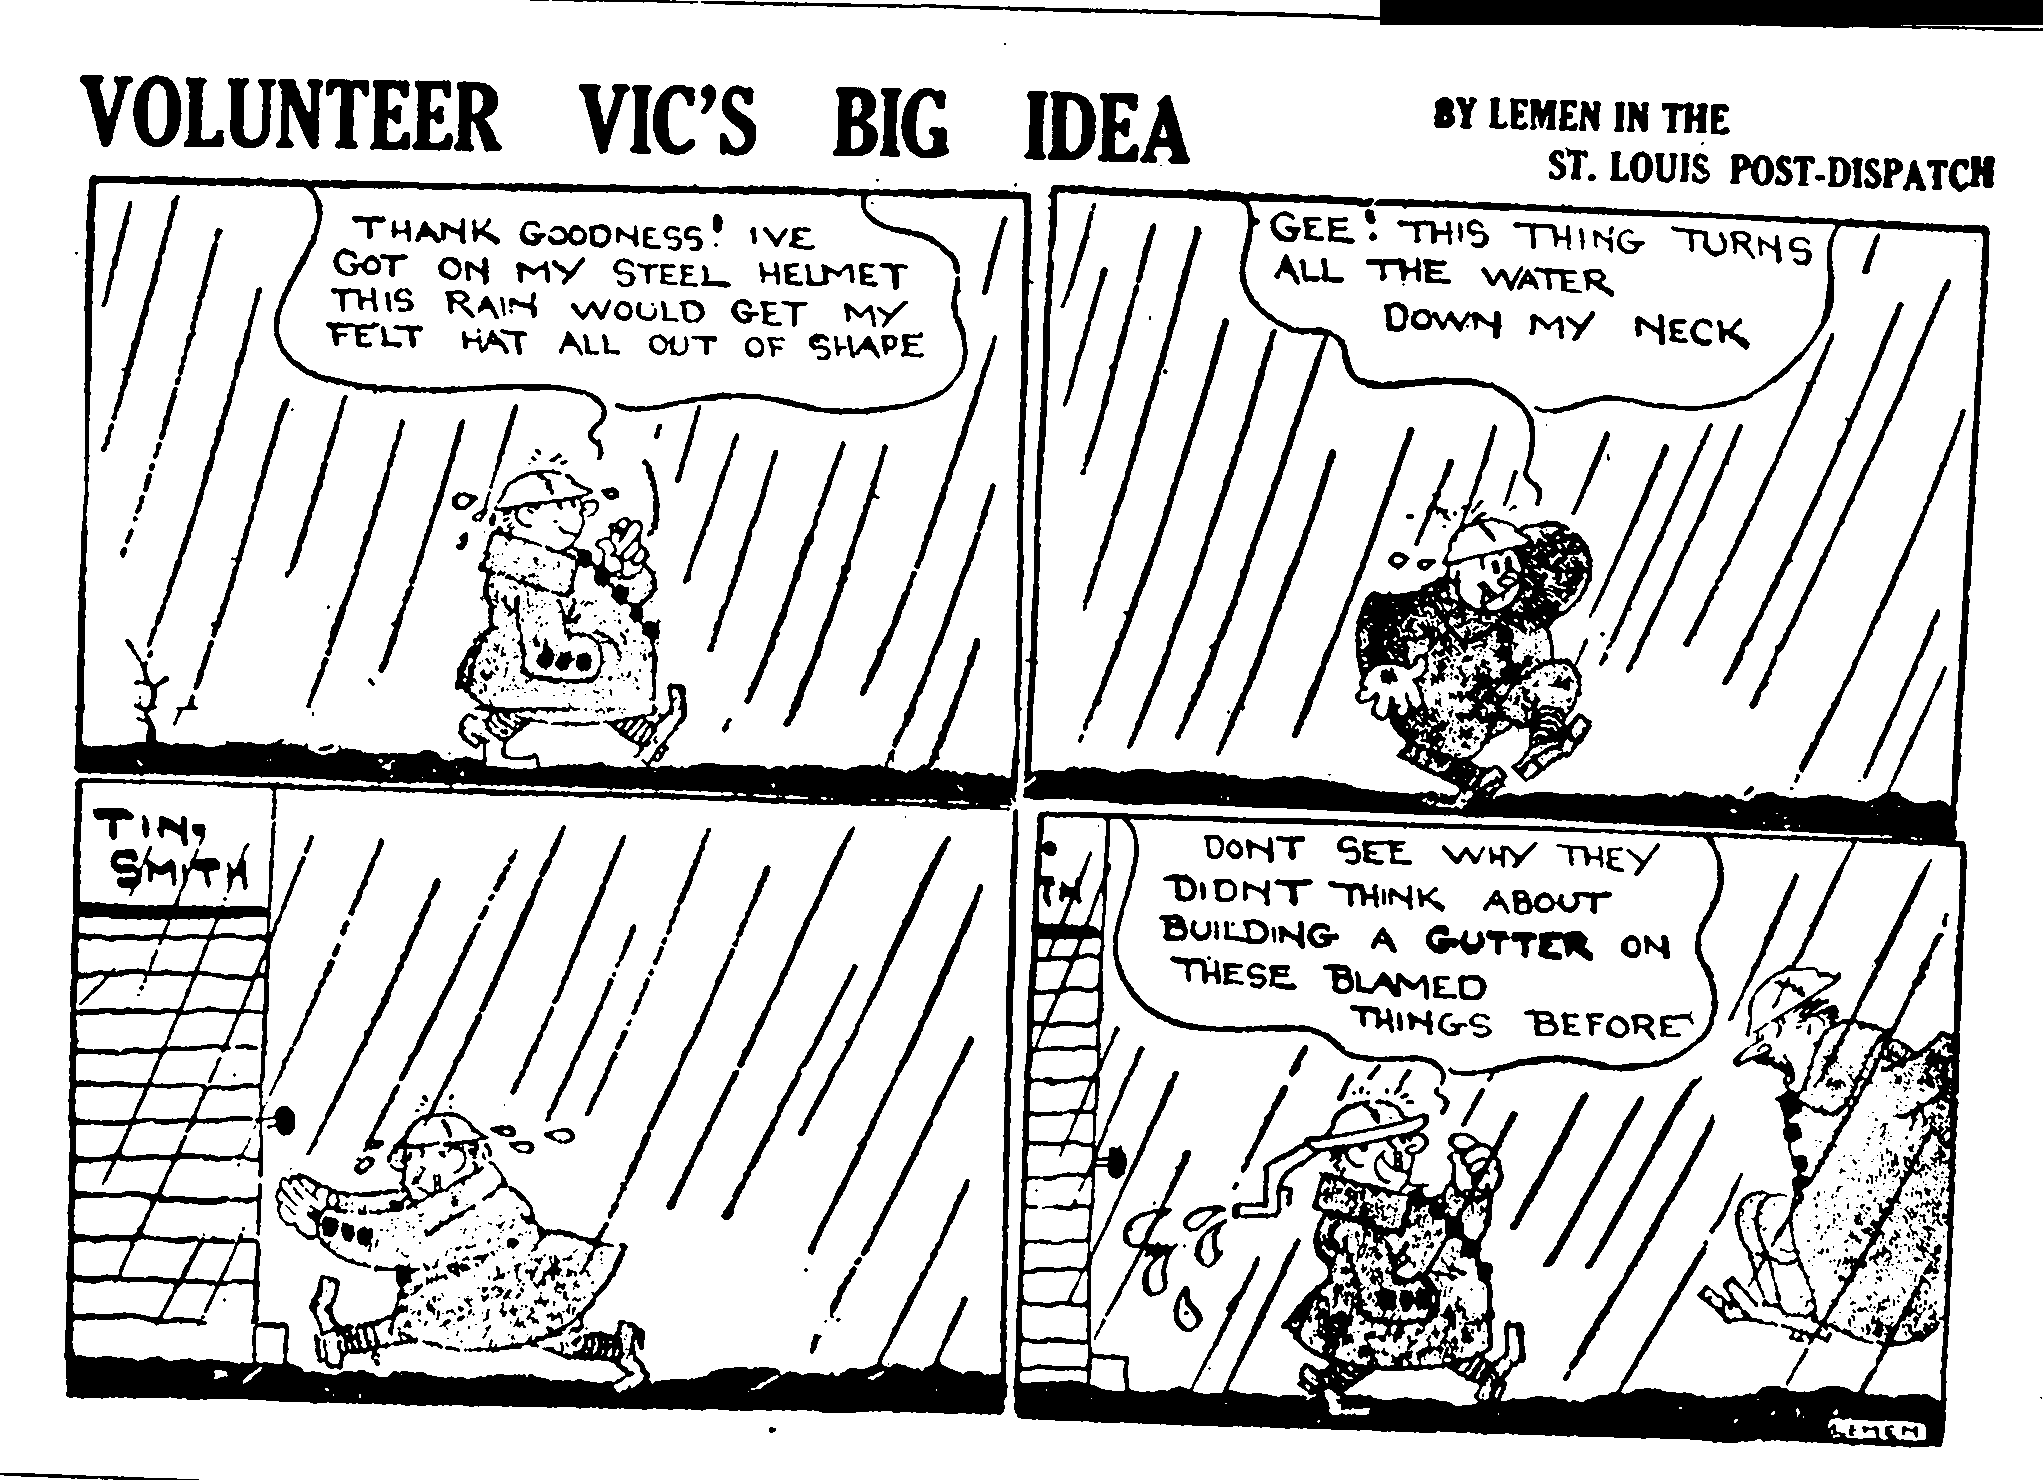 VOLUNTEER VIC'S BIG IDEA
BY LEMEN IN THE
ST. LOUIS POST-DISPATCH
THANK GOODNESS! IVE
GOT ON MY STEEL HELMET
THIS RAIN WOULD GET MY
FELT HAT ALL OUT OF SHAPE
GEE! THIS THING TURNS
ALL THE WATER
DOWN MY NECK
TIN,
SMITH
TH
DONT SEE WHY THEY
DIDNT THINK ABOUT
BUILDING A GUTTER ON
THESE BLAMED
THINGS BEFORE
LEMEN